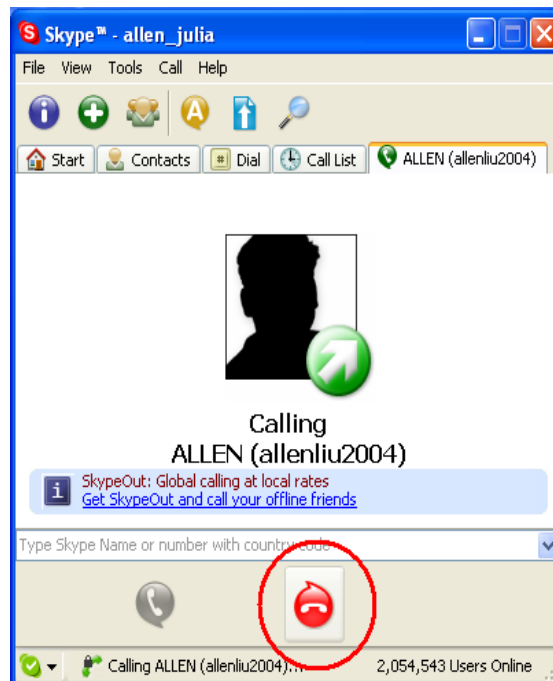 Skype™ - allen_julia
File View Tools Call Help
Start Contacts Dial Call List ALLEN (allenliu2004)
Calling
ALLEN (allenliu2004)
SkypeOut: Global calling at local rates
Get SkypeOut and call your offline friends
Type Skype Name or number with country code
Calling ALLEN (allenliu2004)... 2,054,543 Users Online